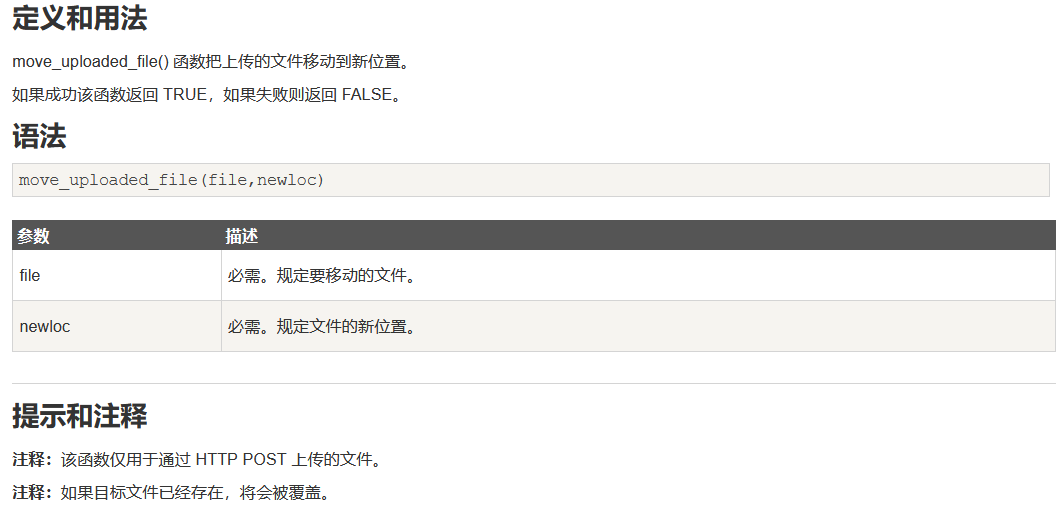 定义和用法
move_uploaded_file() 函数把上传的文件移动到新位置。
如果成功该函数返回 TRUE，如果失败则返回 FALSE。
语法
move_uploaded_file(file,newloc)
参数 描述
file 必需。规定要移动的文件。
newloc 必需。规定文件的新位置。
提示和注释
注释：该函数仅用于通过 HTTP POST 上传的文件。
注释：如果目标文件已经存在，将会被覆盖。